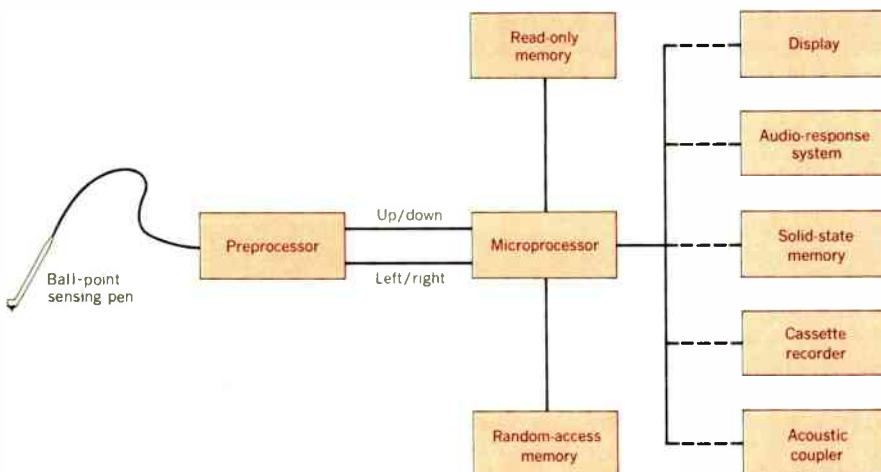 Read-only
memory
Display
Audio-response
system
Up/down
Preprocessor
Microprocessor
Solid-state
memory
Left/right
Ball-point
sensing pen
Cassette
recorder
Random-access
memory
Acoustic
coupler